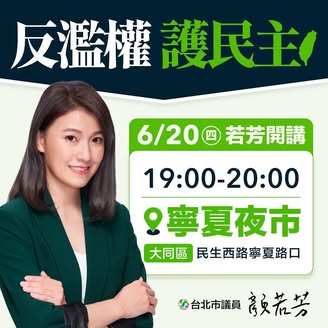 反濫權 護民主
6/20 四 若芳開講
19:00-20:00
寧夏夜市
大同區 民生西路寧夏路口
台北市議員 顏若芳